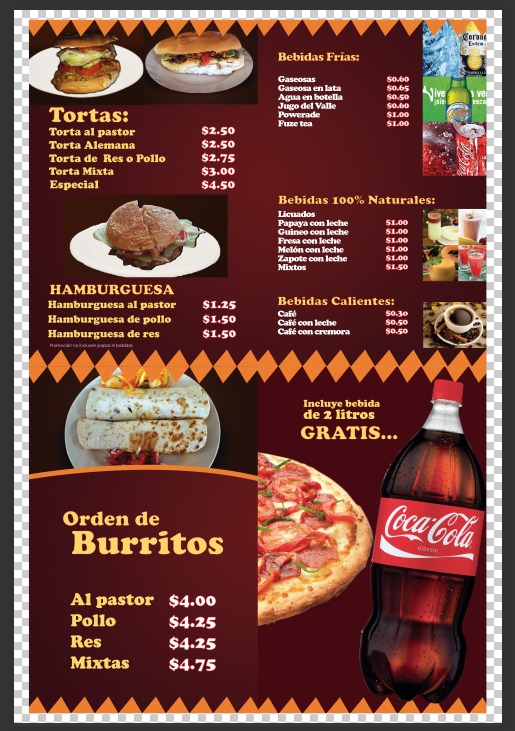 Tortas:
Torta al pastor $2.50
Torta Alemana $2.50
Torta de Res o Pollo $2.75
Torta Mixta $3.00
Especial $4.50
HAMBURGUESA
Hamburguesa al pastor $1.25
Hamburguesa de pollo $1.50
Hamburguesa de res $1.50
Promoción no incluyen papas ni bebidas
Bebidas Frías:
Gaseosas $0.60
Gaseosa en lata $0.65
Agua en botella $0.50
Jugo del Valle $0.60
Powerade $1.00
Fuze tea $1.00
Corona
Extra
Coca-Cola
Bebidas 100% Naturales:
Licuados
Papaya con leche $1.00
Guineo con leche $1.00
Fresa con leche $1.00
Melón con leche $1.00
Zapote con leche $1.00
Mixtos $1.50
Bebidas Calientes:
Café $0.30
Café con leche $0.50
Café con cremora $0.50
Orden de
Burritos
Al pastor $4.00
Pollo $4.25
Res $4.25
Mixtas $4.75
Incluye bebida
de 2 litros
GRATIS...
Coca-Cola
classic